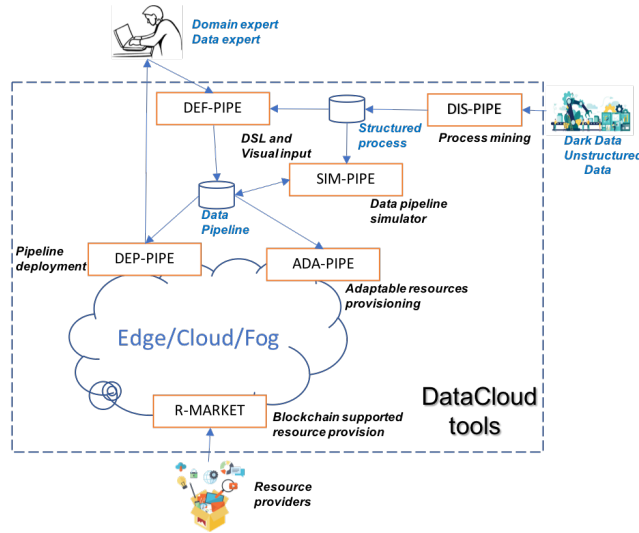 Domain expert
Data expert
DEF-PIPE
DIS-PIPE
Structured
process
DSL and
Visual input
Process mining
Dark Data
Unstructured
Data
SIM-PIPE
Data pipeline
simulator
Data
Pipeline
Pipeline
deployment
DEP-PIPE
ADA-PIPE
Adaptable resources
provisioning
Edge/Cloud/Fog
R-MARKET
Blockchain supported
resource provision
DataCloud
tools
Resource
providers